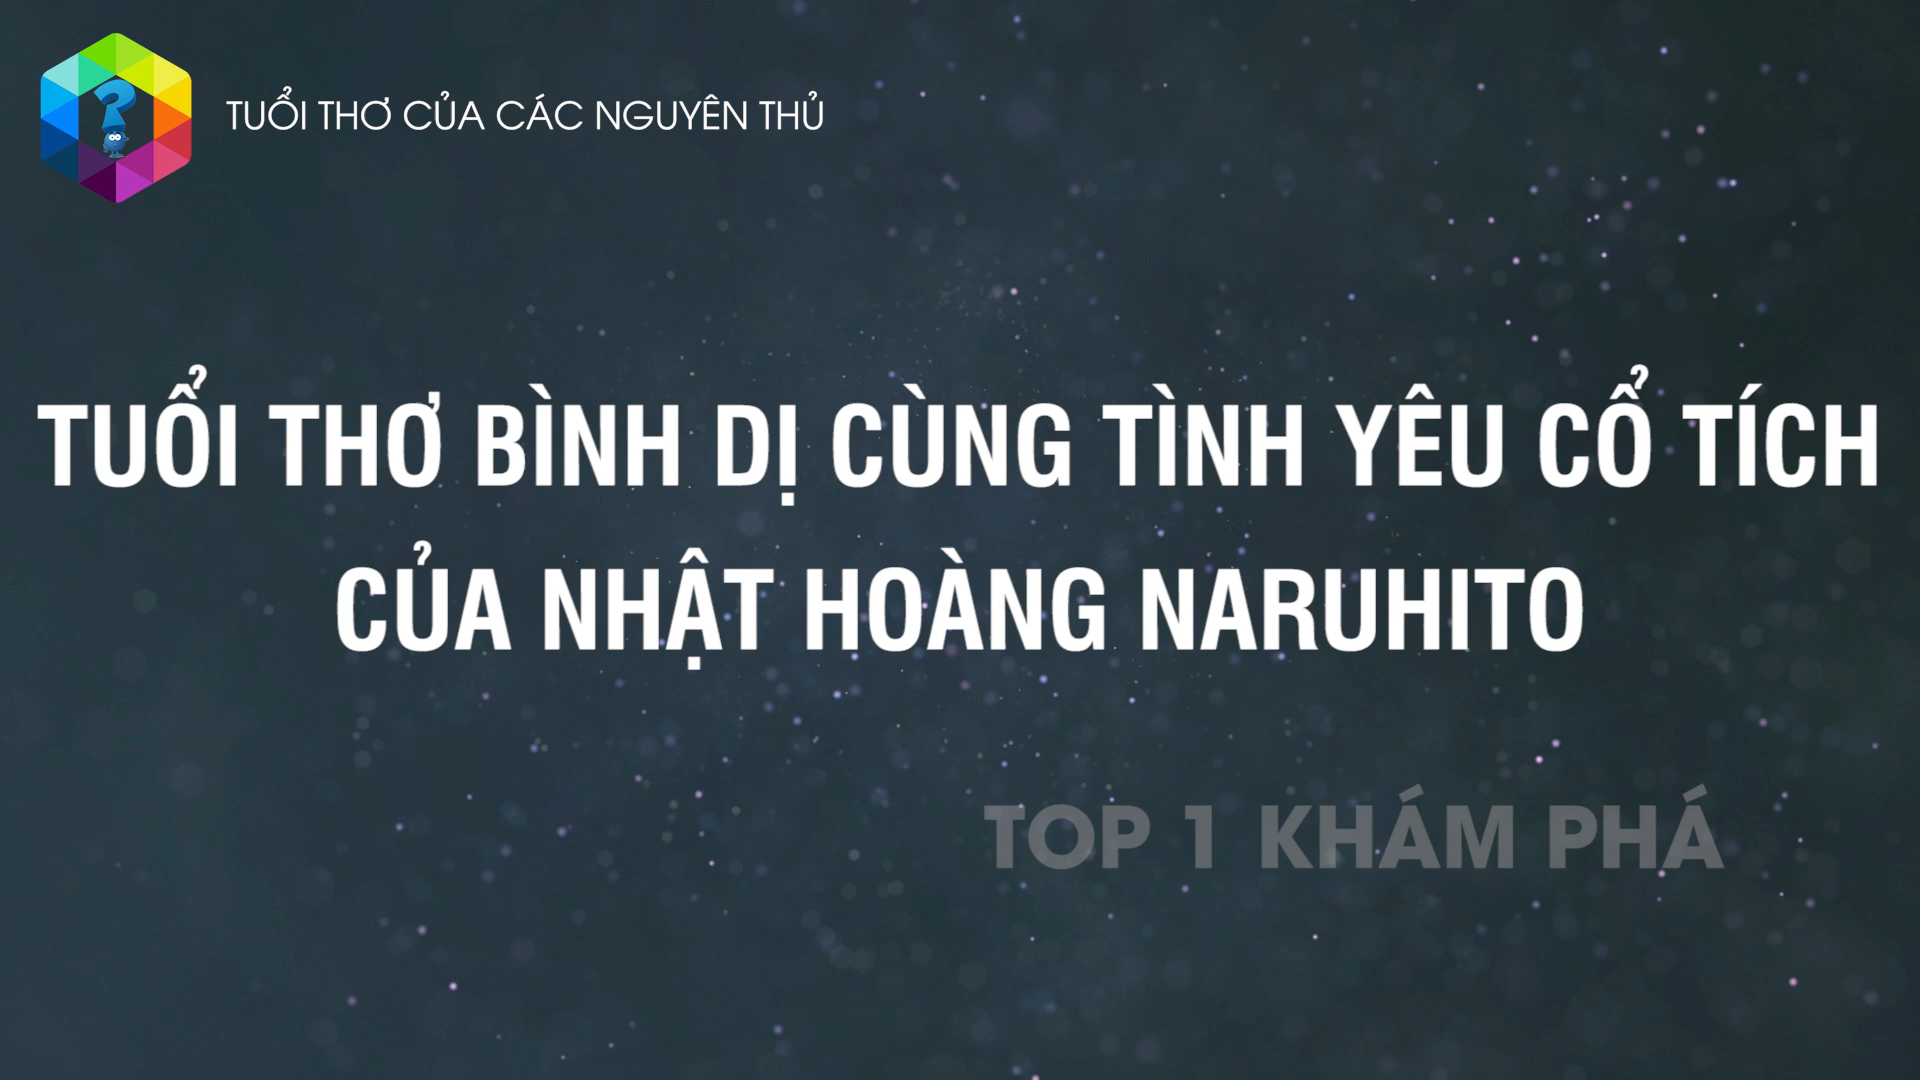 TUỔI THƠ CỦA CÁC NGUYÊN THỦ
TUỔI THƠ BÌNH DỊ CÙNG TÌNH YÊU CỔ TÍCH
CỦA NHẬT HOÀNG NARUHITO
TOP 1 KHÁM PHÁ